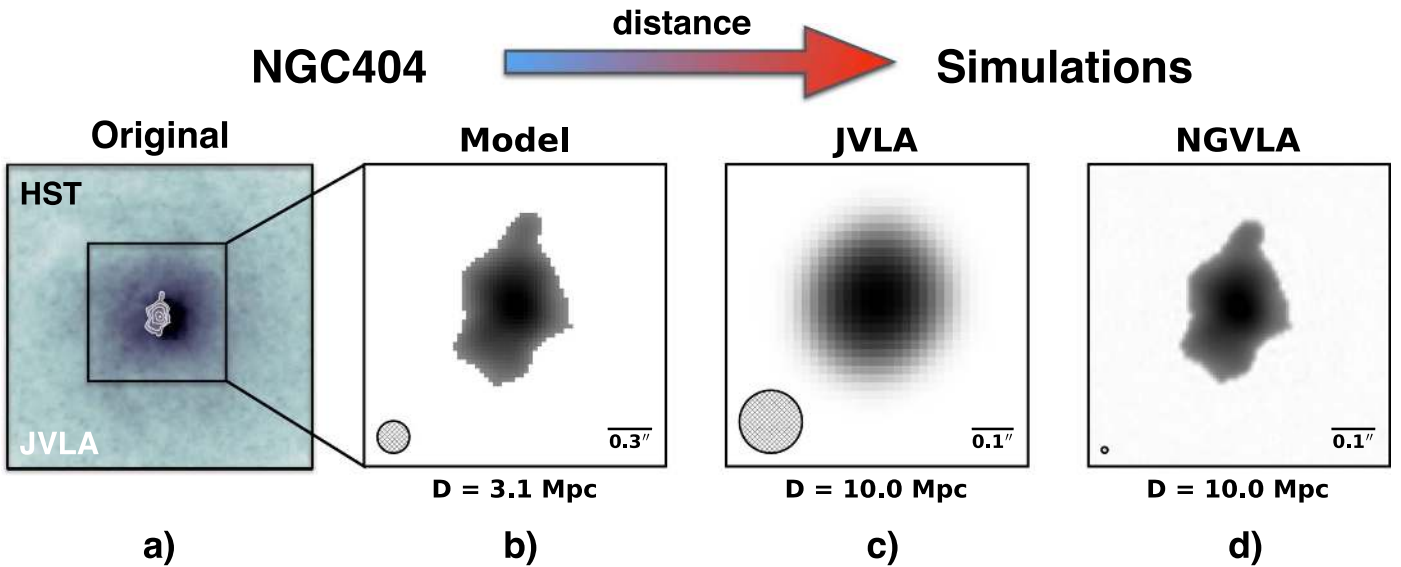 distance
NGC404
Simulations
Original
Model
JVLA
NGVLA
HST
JVLA
0.3″
0.1″
0.1″
D = 3.1 Mpc
D = 10.0 Mpc
D = 10.0 Mpc
a)
b)
c)
d)